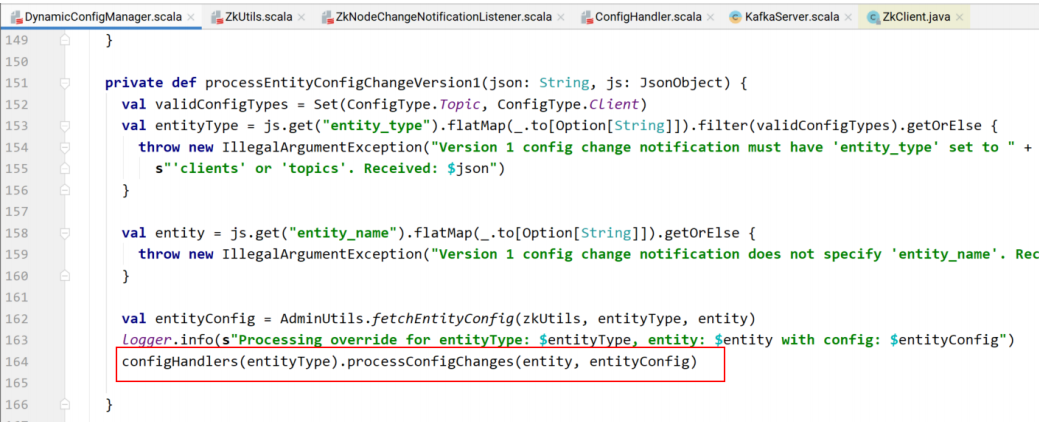 DynamicConfigManager.scala × ZkUtils.scala × ZkNodeChangeNotificationListener.scala × ConfigHandler.scala × KafkaServer.scala × ZkClient.java ×
149 }
150
151 private def processEntityConfigChangeVersion1(json: String, js: JsonObject) {
152 val validConfigTypes = Set(ConfigType.Topic, ConfigType.Client)
153 val entityType = js.get("entity_type").flatMap(_.to[Option[String]]).filter(validConfigTypes).getOrElse {
154 throw new IllegalArgumentException("Version 1 config change notification must have 'entity_type' set to " +
155 s"'clients' or 'topics'. Received: $json")
156 }
157
158 val entity = js.get("entity_name").flatMap(_.to[Option[String]]).getOrElse {
159 throw new IllegalArgumentException("Version 1 config change notification does not specify 'entity_name'. Rec
160 }
161
162 val entityConfig = AdminUtils.fetchEntityConfig(zkUtils, entityType, entity)
163 logger.info(s"Processing override for entityType: $entityType, entity: $entity with config: $entityConfig")
164 configHandlers(entityType).processConfigChanges(entity, entityConfig)
165
166 }